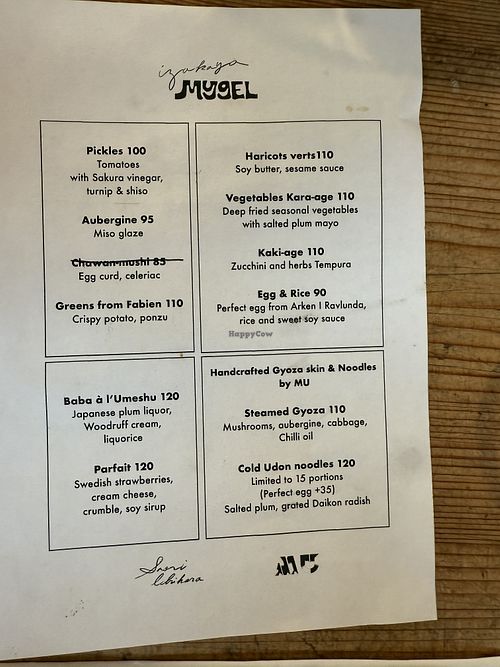 izakaya
MYGEL
Pickles 100
Tomatoes
with Sakura vinegar,
turnip & shiso
Aubergine 95
Miso glaze
Chawan-mushi 85
Egg curd, celeriac
Greens from Fabien 110
Crispy potato, ponzu
Haricots verts110
Soy butter, sesame sauce
Vegetables Kara-age 110
Deep fried seasonal vegetables
with salted plum mayo
Kaki-age 110
Zucchini and herbs Tempura
Egg & Rice 90
Perfect egg from Arken I Ravlunda,
rice and sweet soy sauce
HappyCow
Baba à l'Umeshu 120
Japanese plum liquor,
Woodruff cream,
liquorice
Parfait 120
Swedish strawberries,
cream cheese,
crumble, soy sirup
Handcrafted Gyoza skin & Noodles
by MU
Steamed Gyoza 110
Mushrooms, aubergine, cabbage,
Chilli oil
Cold Udon noodles 120
Limited to 15 portions
(Perfect egg +35)
Salted plum, grated Daikon radish